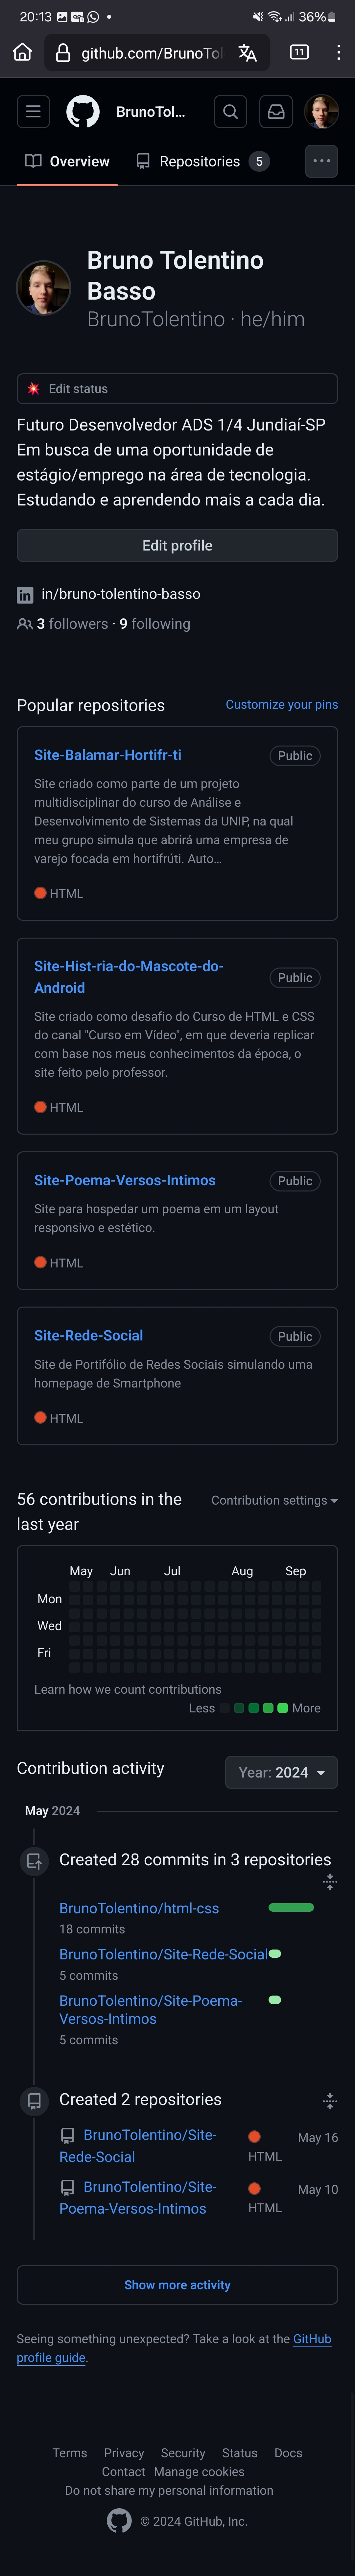 20:13
36%
github.com/BrunoTol
11
BrunoTol...
Overview
Repositories 5
Bruno Tolentino
Basso
BrunoTolentino · he/him
Edit status
Futuro Desenvolvedor ADS 1/4 Jundiaí-SP
Em busca de uma oportunidade de
estágio/emprego na área de tecnologia.
Estudando e aprendendo mais a cada dia.
Edit profile
in/bruno-tolentino-basso
3 followers · 9 following
Popular repositories
Customize your pins
Site-Balamar-Hortifr-ti
Public
Site criado como parte de um projeto
multidisciplinar do curso de Análise e
Desenvolvimento de Sistemas da UNIP, na qual
meu grupo simula que abrirá uma empresa de
varejo focada em hortifrúti. Auto...
HTML
Site-Hist-ria-do-Mascote-do-
Android
Public
Site criado como desafio do Curso de HTML e CSS
do canal "Curso em Vídeo", em que deveria replicar
com base nos meus conhecimentos da época, o
site feito pelo professor.
HTML
Site-Poema-Versos-Intimos
Public
Site para hospedar um poema em um layout
responsivo e estético.
HTML
Site-Rede-Social
Public
Site de Portifólio de Redes Sociais simulando uma
homepage de Smartphone
HTML
56 contributions in the
last year
Contribution settings
May Jun Jul Aug Sep
Mon
Wed
Fri
Learn how we count contributions
Less More
Contribution activity
Year: 2024
May 2024
Created 28 commits in 3 repositories
BrunoTolentino/html-css
18 commits
BrunoTolentino/Site-Rede-Social
5 commits
BrunoTolentino/Site-Poema-
Versos-Intimos
5 commits
Created 2 repositories
BrunoTolentino/Site-
Rede-Social
HTML
May 16
BrunoTolentino/Site-
Poema-Versos-Intimos
HTML
May 10
Show more activity
Seeing something unexpected? Take a look at the GitHub
profile guide.
Terms Privacy Security Status Docs
Contact Manage cookies
Do not share my personal information
© 2024 GitHub, Inc.